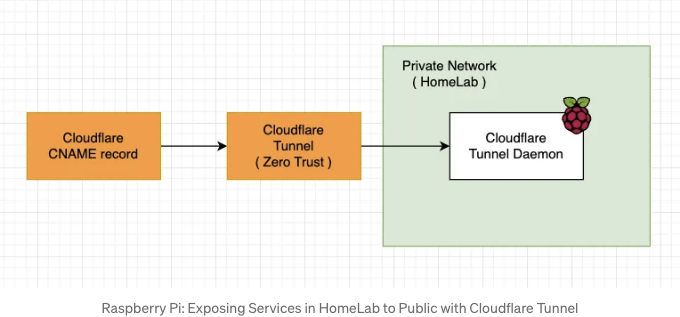 Private Network
( HomeLab )
Cloudflare
CNAME record
Cloudflare
Tunnel
( Zero Trust )
Cloudflare
Tunnel Daemon
Raspberry Pi: Exposing Services in HomeLab to Public with Cloudflare Tunnel